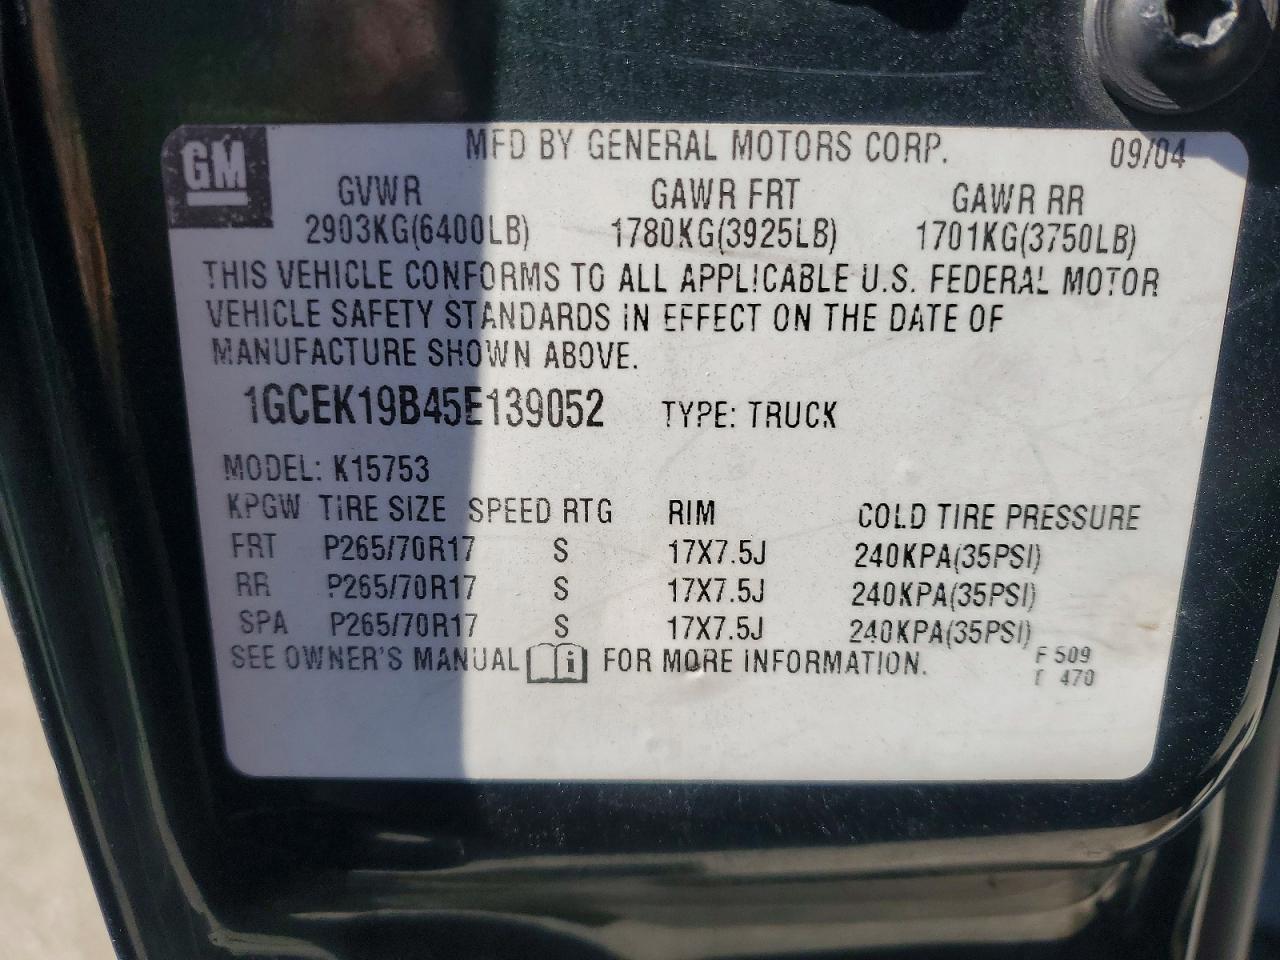 GM
MFD BY GENERAL MOTORS CORP. 09/04
GVWR GAWR FRT GAWR RR
2903KG(6400LB) 1780KG(3925LB) 1701KG(3750LB)
THIS VEHICLE CONFORMS TO ALL APPLICABLE U.S. FEDERAL MOTOR
VEHICLE SAFETY STANDARDS IN EFFECT ON THE DATE OF
MANUFACTURE SHOWN ABOVE.
1GCEK19B45E139052 TYPE: TRUCK
MODEL: K15753
KPGW TIRE SIZE SPEED RTG RIM COLD TIRE PRESSURE
FRT P265/70R17 S 17X7.5J 240KPA(35PSI)
RR P265/70R17 S 17X7.5J 240KPA(35PSI)
SPA P265/70R17 S 17X7.5J 240KPA(35PSI)
SEE OWNER'S MANUAL i FOR MORE INFORMATION.
F 509
470